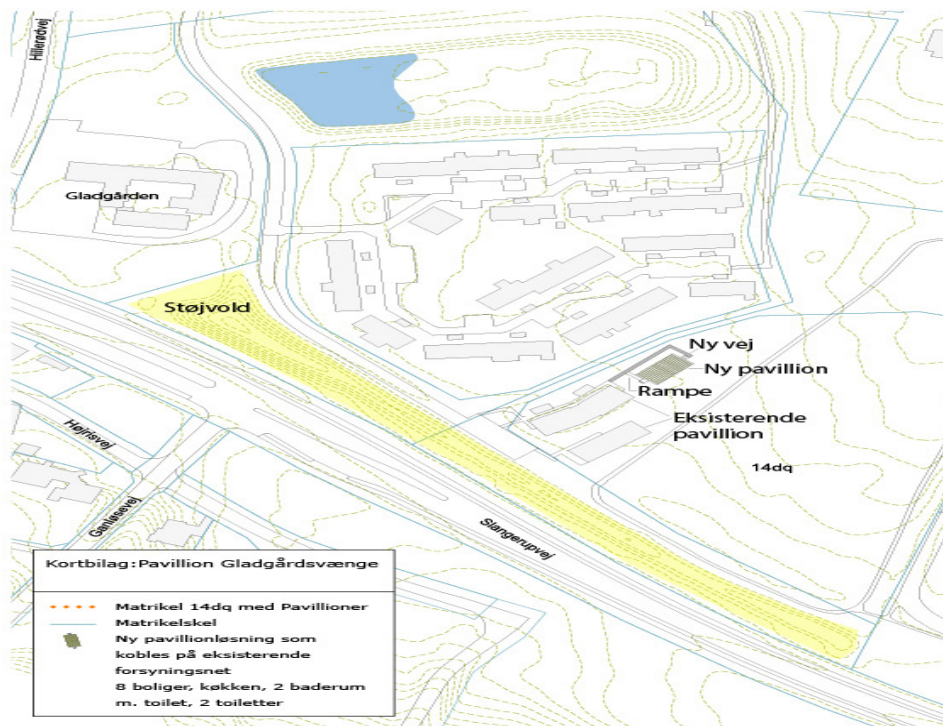 Hillerødvej
Gladgården
Støjvold
Ny vej
Ny pavillion
Rampe
Eksisterende
pavillion
14dq
Højrisvej
Ganløsevej
Slangerupvej
Kortbilag:Pavillion Gladgårdsvænge
Matrikel 14dq med Pavillioner
Matrikelskel
Ny pavillionløsning som
kobles på eksisterende
forsyningsnet
8 boliger, køkken, 2 baderum
m. toilet, 2 toiletter